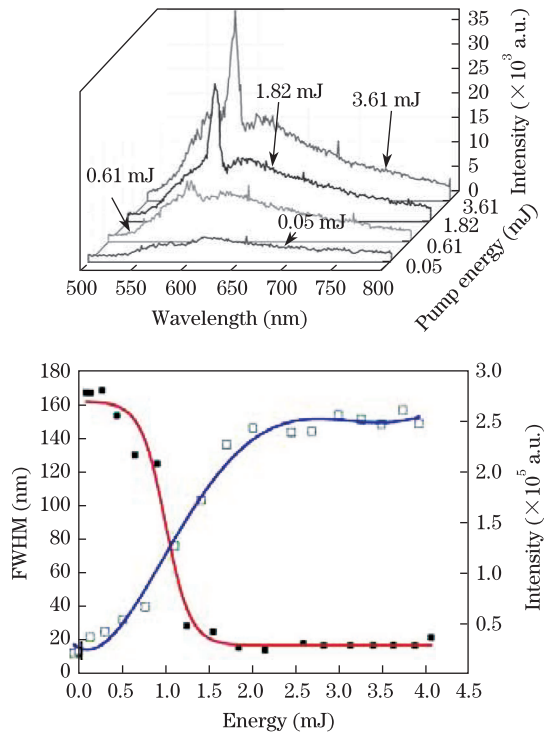 35
30
25
20
15
10
5
0
Intensity (×10³ a.u.)
1.82 mJ
3.61 mJ
0.61 mJ
0.05 mJ
3.61
1.82
0.61
0.05
Pump energy (mJ)
500 550 600 650 700 750 800
Wavelength (nm)
180
160
140
120
100
80
60
40
20
0
FWHM (nm)
3.0
2.5
2.0
1.5
1.0
0.5
Intensity (×10⁵ a.u.)
0.0 0.5 1.0 1.5 2.0 2.5 3.0 3.5 4.0 4.5
Energy (mJ)